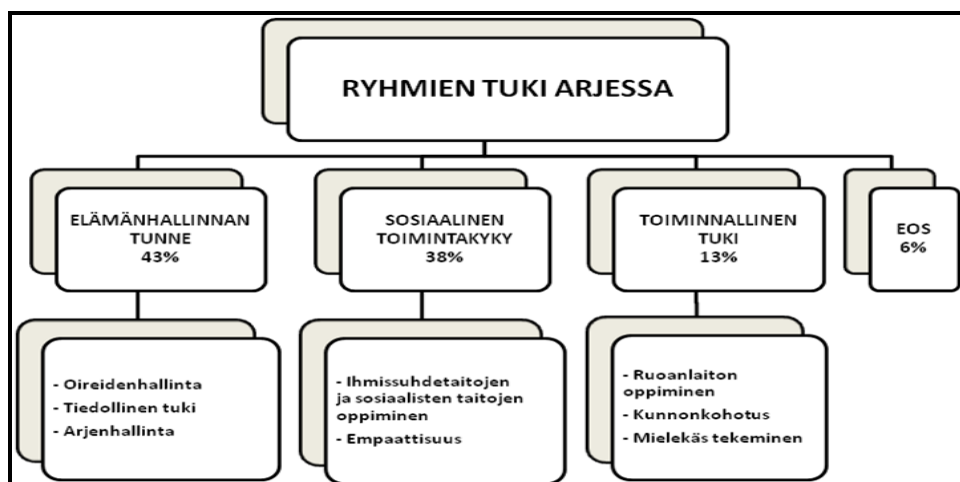 RYHMIEN TUKI ARJESSA
ELÄMÄNHALLINNAN
TUNNE
43%
SOSIAALINEN
TOIMINTAKYKY
38%
TOIMINNALLINEN
TUKI
13%
EOS
6%
- Oireidenhallinta
- Tiedollinen tuki
- Arjenhallinta
- Ihmissuhdetaitojen
ja sosiaalisten taitojen
oppiminen
- Empaattisuus
- Ruoanlaiton
oppiminen
- Kunnonkohotus
- Mielekäs tekeminen